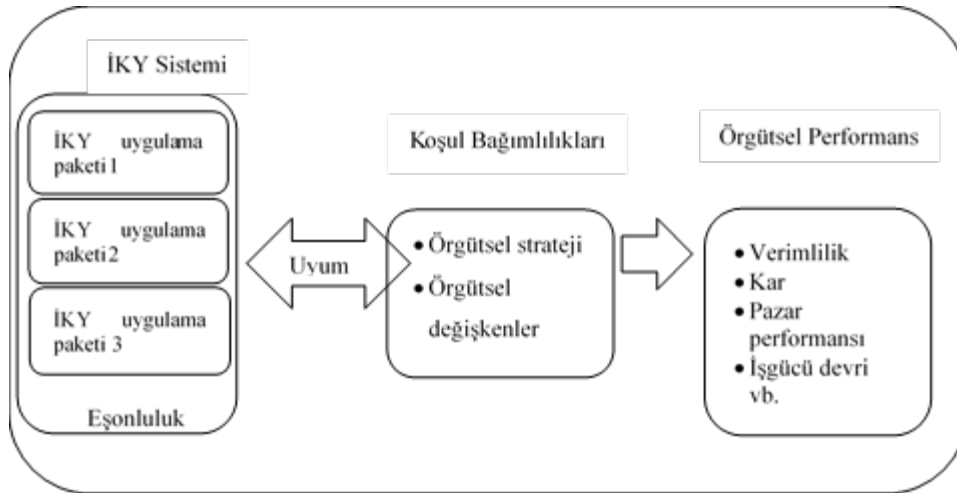 İKY Sistemi
İKY uygulama
paketi 1
İKY uygulama
paketi 2
İKY uygulama
paketi 3
Eşonluluk
Uyum
Koşul Bağımlılıkları
• Örgütsel strateji
• Örgütsel
değişkenler
Örgütsel Performans
• Verimlilik
• Kar
• Pazar
performansı
• İşgücü devri
vb.